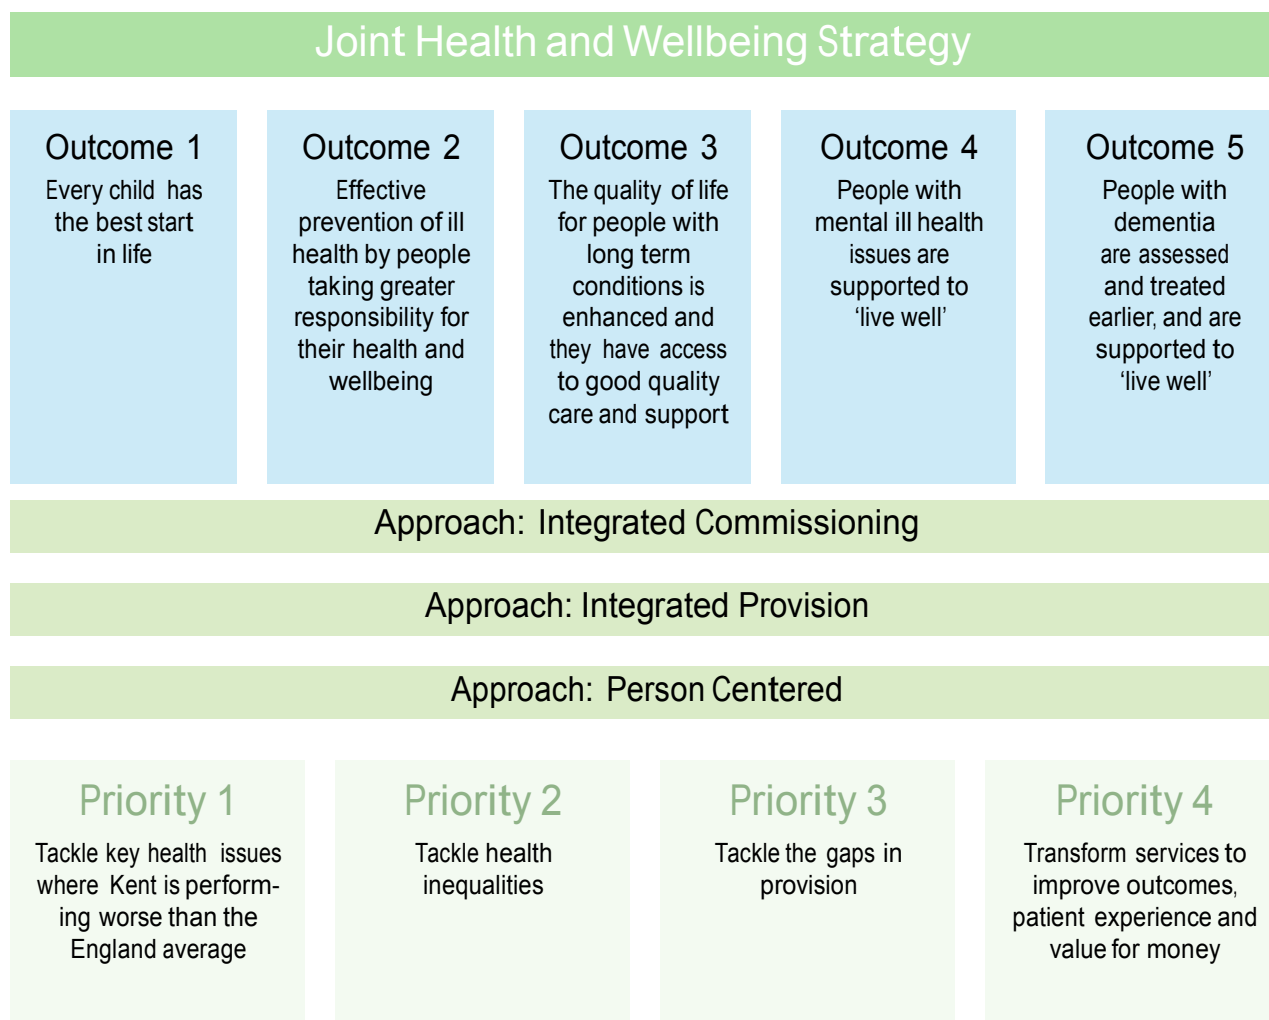 Joint Health and Wellbeing Strategy
Outcome 1
Every child has
the best start
in life
Outcome 2
Effective
prevention of ill
health by people
taking greater
responsibility for
their health and
wellbeing
Outcome 3
The quality of life
for people with
long term
conditions is
enhanced and
they have access
to good quality
care and support
Outcome 4
People with
mental ill health
issues are
supported to
‘live well’
Outcome 5
People with
dementia
are assessed
and treated
earlier, and are
supported to
‘live well’
Approach: Integrated Commissioning
Approach: Integrated Provision
Approach: Person Centered
Priority 1
Tackle key health issues
where Kent is perform-
ing worse than the
England average
Priority 2
Tackle health
inequalities
Priority 3
Tackle the gaps in
provision
Priority 4
Transform services to
improve outcomes,
patient experience and
value for money